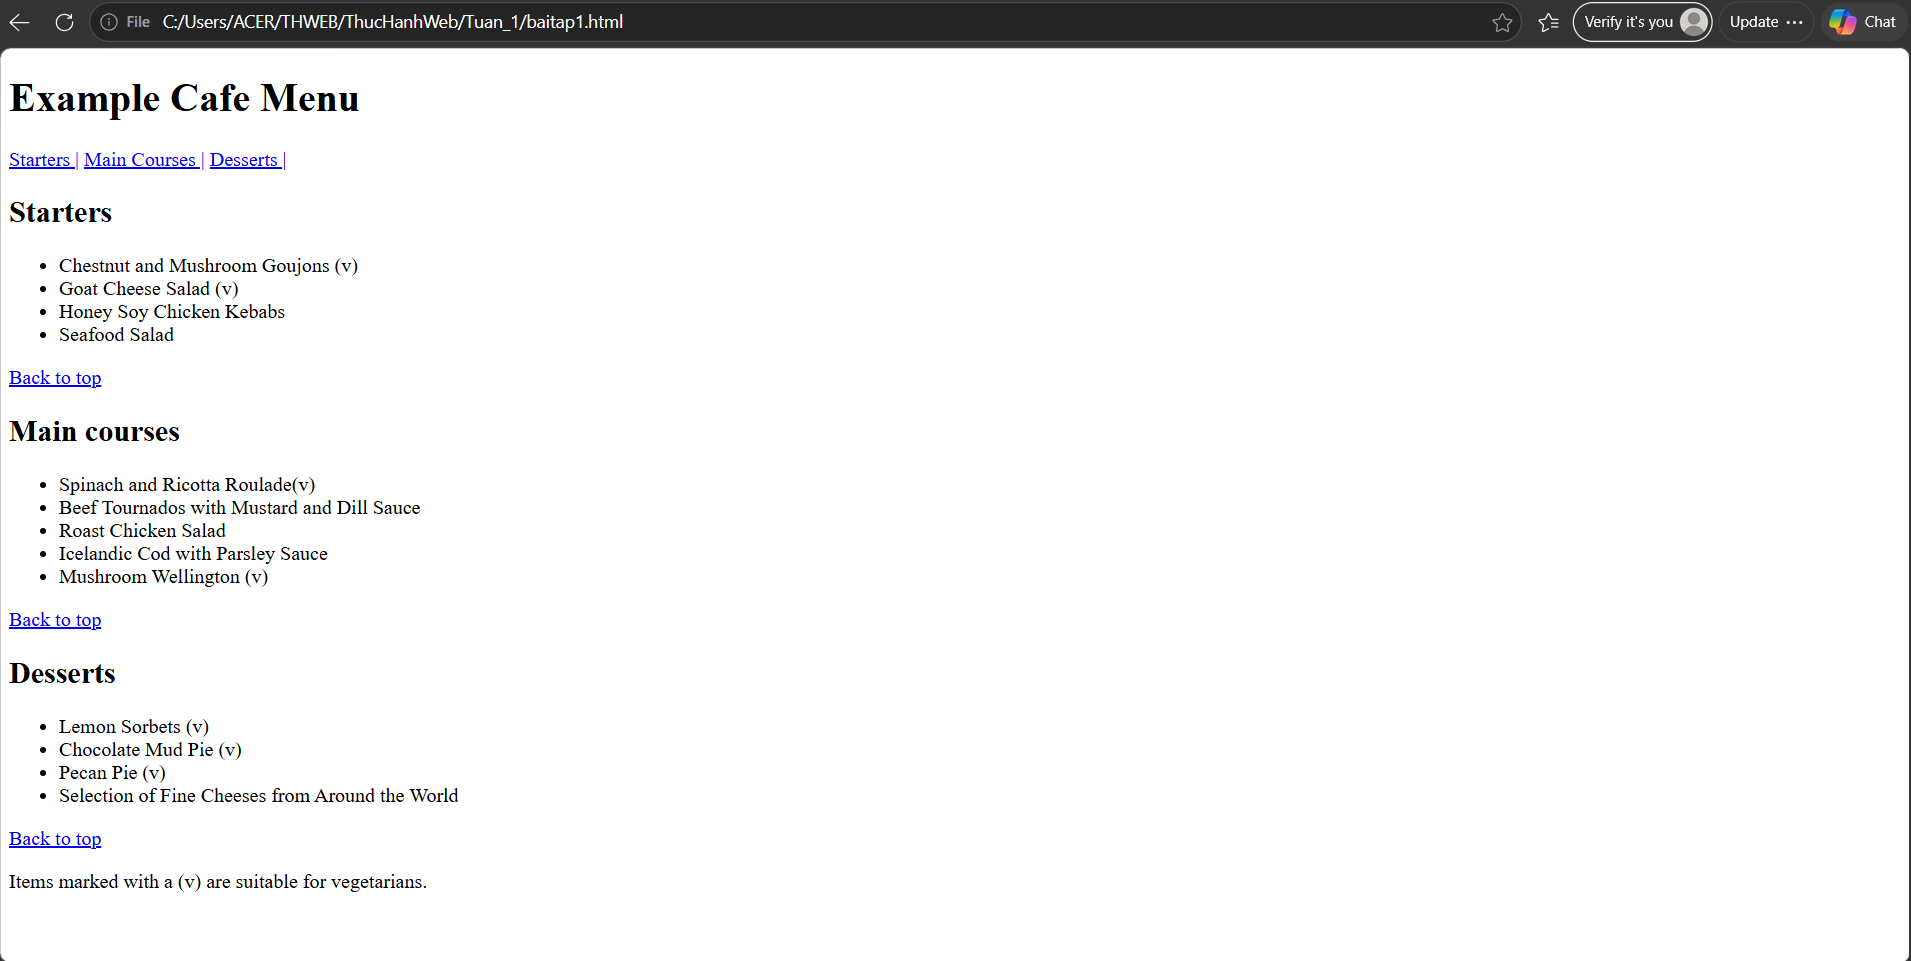 File C:/Users/ACER/THWEB/ThucHanhWeb/Tuan_1/baitap1.html Verify it's you Update Chat
Example Cafe Menu
Starters | Main Courses | Desserts |
Starters
Chestnut and Mushroom Goujons (v)
Goat Cheese Salad (v)
Honey Soy Chicken Kebabs
Seafood Salad
Back to top
Main courses
Spinach and Ricotta Roulade(v)
Beef Tournados with Mustard and Dill Sauce
Roast Chicken Salad
Icelandic Cod with Parsley Sauce
Mushroom Wellington (v)
Back to top
Desserts
Lemon Sorbets (v)
Chocolate Mud Pie (v)
Pecan Pie (v)
Selection of Fine Cheeses from Around the World
Back to top
Items marked with a (v) are suitable for vegetarians.